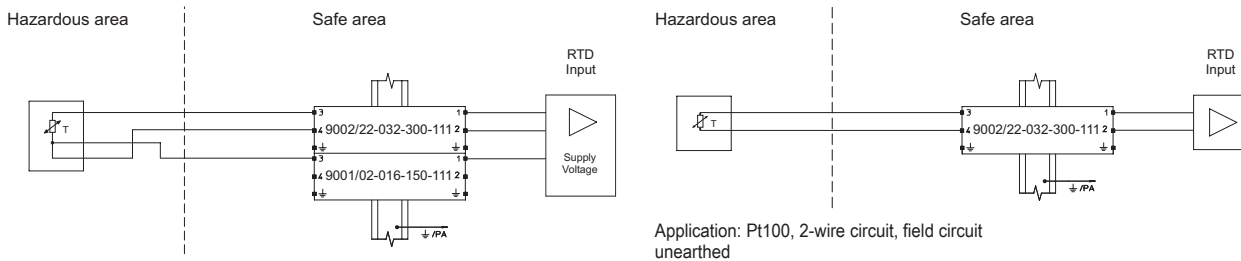 Hazardous area
Safe area
RTD
Input
T
3
1
4 9002/22-032-300-111 2
3
1
4 9001/02-016-150-111 2
Supply
Voltage
/PA
Hazardous area
Safe area
RTD
Input
T
3
1
4 9002/22-032-300-111 2
/PA
Application: Pt100, 2-wire circuit, field circuit
unearthed